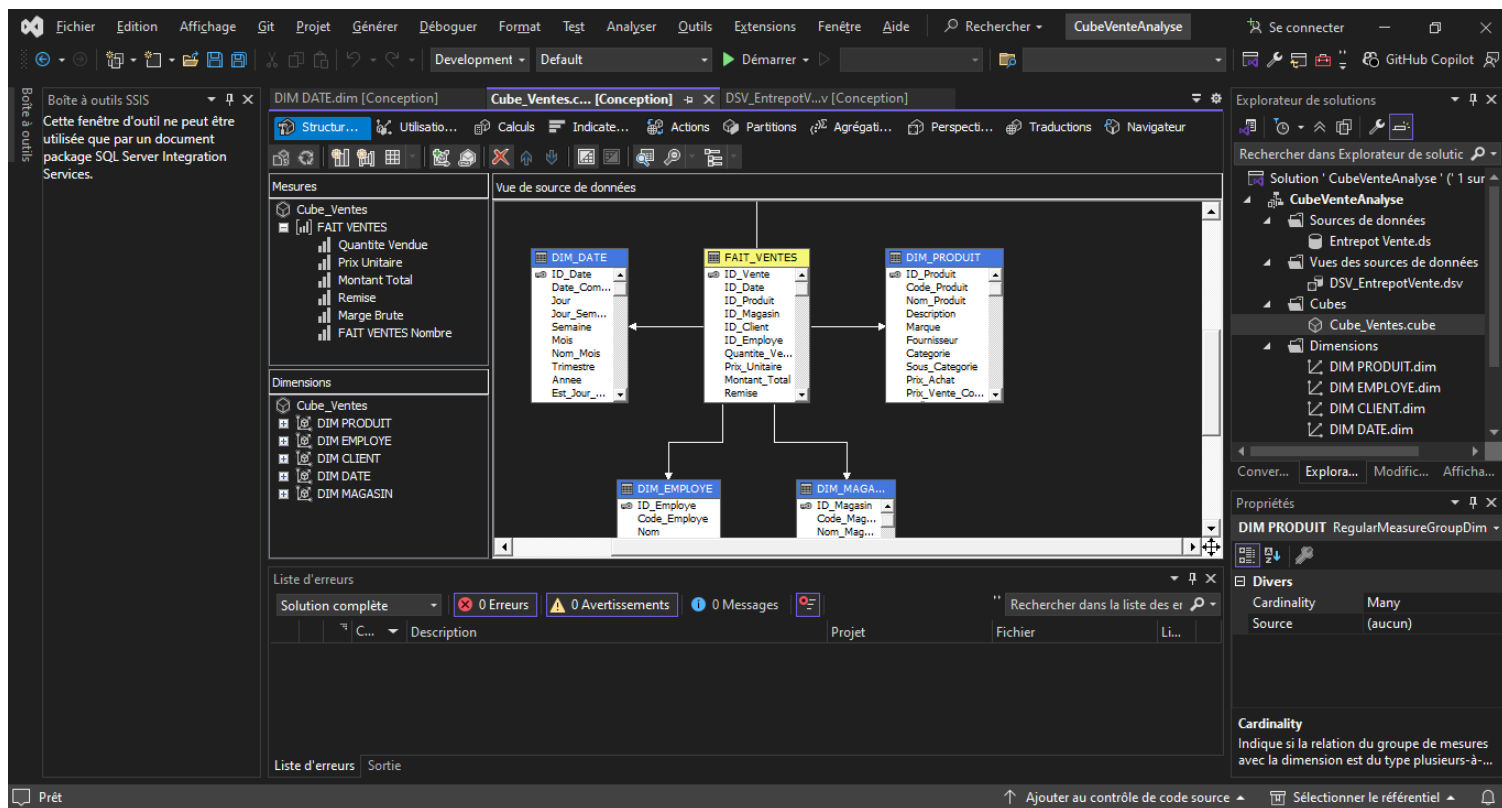 Fichier Edition Affichage Git Projet Générer Déboguer Format Test Analyser Outils Extensions Fenêtre Aide Rechercher CubeVenteAnalyse Se connecter
Development Default Démarrer GitHub Copilot
Boîte à outils
Boîte à outils SSIS
Cette fenêtre d'outil ne peut être
utilisée que par un document
package SQL Server Integration
Services.
DIM DATE.dim [Conception] Cube_Ventes.c... [Conception] DSV_EntrepotV...v [Conception]
Structur... Utilisatio... Calculs Indicate... Actions Partitions Agrégati... Perspecti... Traductions Navigateur
Mesures
Cube_Ventes
FAIT VENTES
Quantite Vendue
Prix Unitaire
Montant Total
Remise
Marge Brute
FAIT VENTES Nombre
Dimensions
Cube_Ventes
DIM PRODUIT
DIM EMPLOYE
DIM CLIENT
DIM DATE
DIM MAGASIN
Vue de source de données
DIM_DATE
ID_Date
Date_Com...
Jour
Jour_Sem...
Semaine
Mois
Nom_Mois
Trimestre
Annee
Est_Jour_...
FAIT_VENTES
ID_Vente
ID_Date
ID_Produit
ID_Magasin
ID_Client
ID_Employe
Quantite_Ve...
Prix_Unitaire
Montant_Total
Remise
DIM_PRODUIT
ID_Produit
Code_Produit
Nom_Produit
Description
Marque
Fournisseur
Categorie
Sous_Categorie
Prix_Achat
Prix_Vente_Co...
DIM_EMPLOYE
ID_Employe
Code_Employe
Nom
DIM_MAGA...
ID_Magasin
Code_Mag...
Nom_Mag...
Liste d'erreurs
Solution complète 0 Erreurs 0 Avertissements 0 Messages " Rechercher dans la liste des er
C... Description Projet Fichier Li...
Liste d'erreurs Sortie
Explorateur de solutions
Rechercher dans Explorateur de solutic
Solution ' CubeVenteAnalyse ' (' 1 sur
CubeVenteAnalyse
Sources de données
Entrepot Vente.ds
Vues des sources de données
DSV_EntrepotVente.dsv
Cubes
Cube_Ventes.cube
Dimensions
DIM PRODUIT.dim
DIM EMPLOYE.dim
DIM CLIENT.dim
DIM DATE.dim
Conver... Explora... Modific... Afficha...
Propriétés
DIM PRODUIT RegularMeasureGroupDim
Divers
Cardinality Many
Source (aucun)
Cardinality
Indique si la relation du groupe de mesures
avec la dimension est du type plusieurs-à-...
Prêt Ajouter au contrôle de code source Sélectionner le référentiel